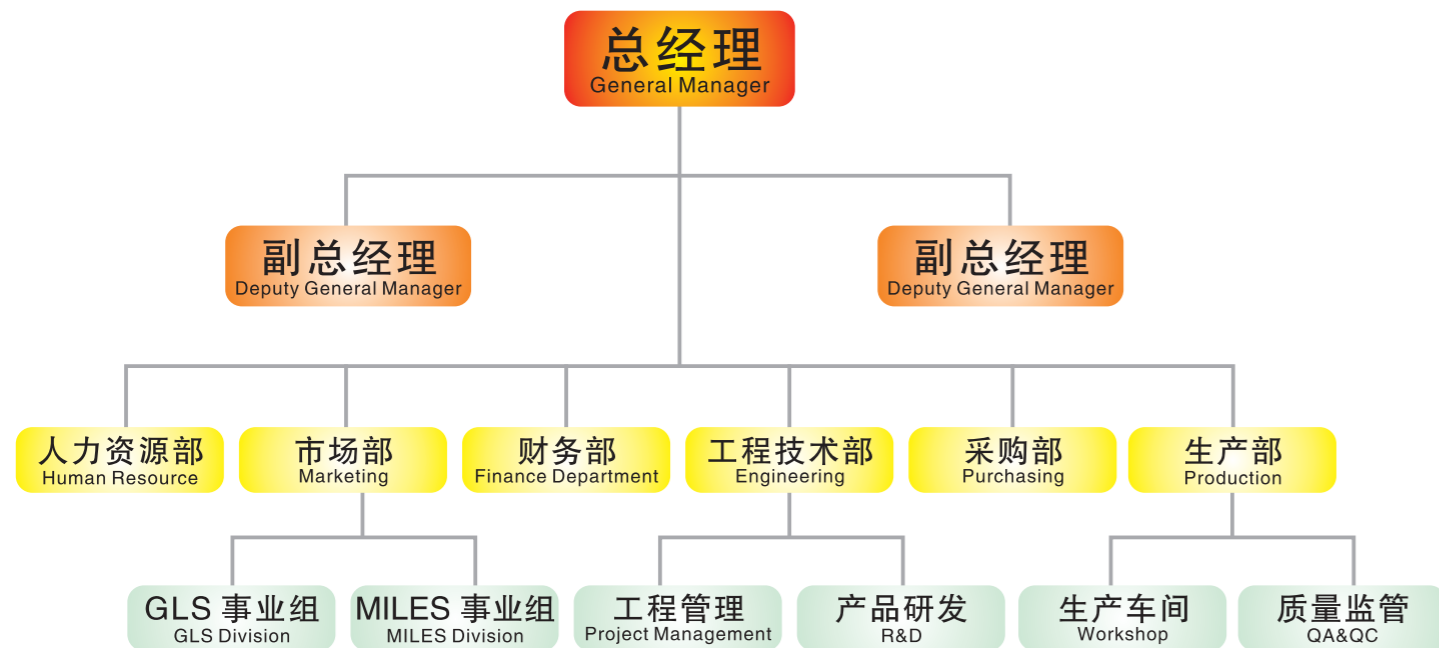 总经理
General Manager
副总经理
Deputy General Manager
副总经理
Deputy General Manager
人力资源部
Human Resource
市场部
Marketing
财务部
Finance Department
工程技术部
Engineering
采购部
Purchasing
生产部
Production
GLS 事业组
GLS Division
MILES 事业组
MILES Division
工程管理
Project Management
产品研发
R&D
生产车间
Workshop
质量监管
QA&QC